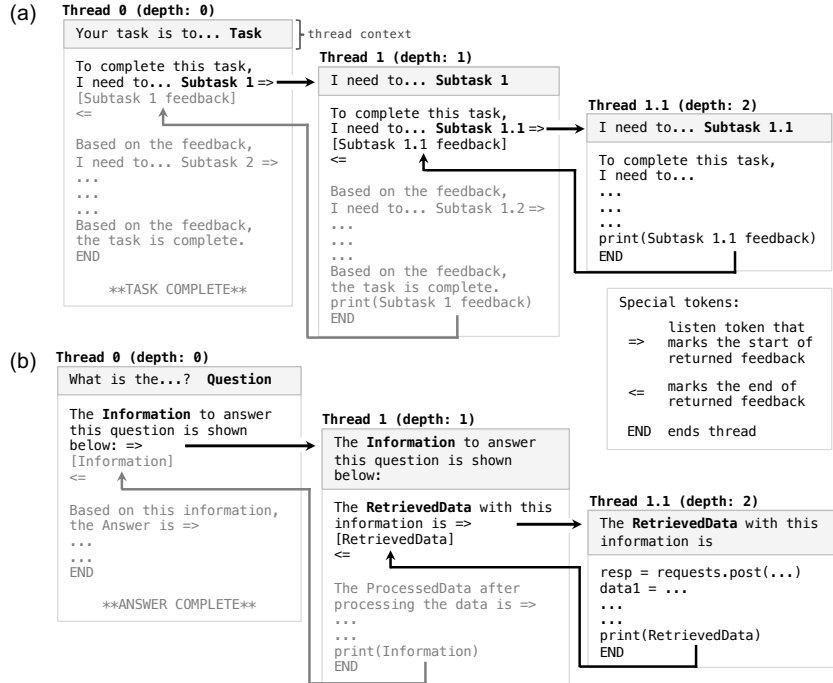 (a)
Thread 0 (depth: 0)
Your task is to... Task
thread context
To complete this task,
I need to... Subtask 1 =>
[Subtask 1 feedback]
<=
Based on the feedback,
I need to... Subtask 2 =>
...
...
...
Based on the feedback,
the task is complete.
END
**TASK COMPLETE**
Thread 1 (depth: 1)
I need to... Subtask 1
To complete this task,
I need to... Subtask 1.1 =>
[Subtask 1.1 feedback]
<=
Based on the feedback,
I need to... Subtask 1.2 =>
...
...
...
Based on the feedback,
the task is complete.
print(Subtask 1 feedback)
END
Thread 1.1 (depth: 2)
I need to... Subtask 1.1
To complete this task,
I need to...
...
...
...
print(Subtask 1.1 feedback)
END
Special tokens:
=> listen token that
marks the start of
returned feedback
<= marks the end of
returned feedback
END ends thread
(b)
Thread 0 (depth: 0)
What is the...? Question
The Information to answer
this question is shown
below: =>
[Information]
<=
Based on this information,
the Answer is =>
...
...
END
**ANSWER COMPLETE**
Thread 1 (depth: 1)
The Information to answer
this question is shown
below:
The RetrievedData with this
information is =>
[RetrievedData]
<=
The ProcessedData after
processing the data is =>
...
...
print(Information)
END
Thread 1.1 (depth: 2)
The RetrievedData with this
information is
resp = requests.post(...)
data1 = ...
...
...
print(RetrievedData)
END